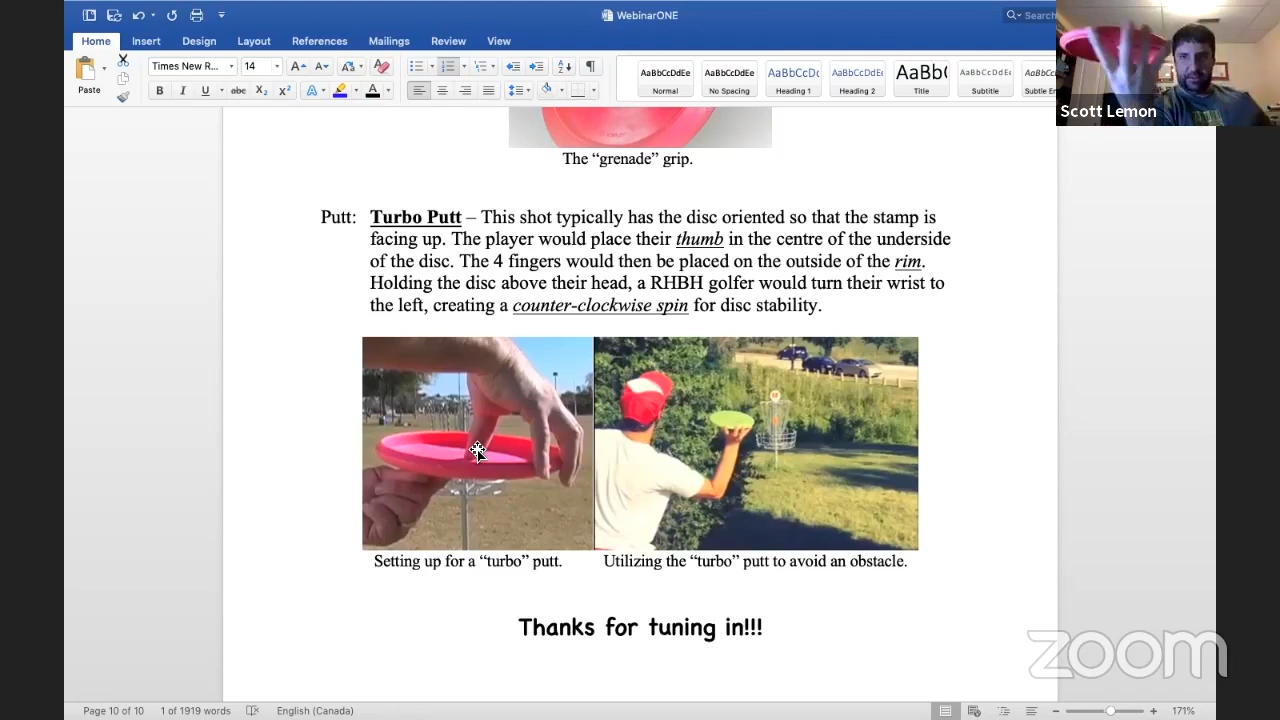 WebinarONE
Search
Home Insert Design Layout References Mailings Review View
Paste
Times New R... 14
AaBbCcDdEe AaBbCcDdEe AaBbCcDc AaBbCcDdEe AaBb( AaBbCcDdEe AaBbCcDdEe
Normal No Spacing Heading 1 Heading 2 Title Subtitle Subtle Em
Scott Lemon
The “grenade” grip.
Putt: Turbo Putt – This shot typically has the disc oriented so that the stamp is
facing up. The player would place their thumb in the centre of the underside
of the disc. The 4 fingers would then be placed on the outside of the rim.
Holding the disc above their head, a RHBH golfer would turn their wrist to
the left, creating a counter-clockwise spin for disc stability.
Setting up for a “turbo” putt. Utilizing the “turbo” putt to avoid an obstacle.
Thanks for tuning in!!!
zoom
Page 10 of 10 1 of 1919 words English (Canada) 171%